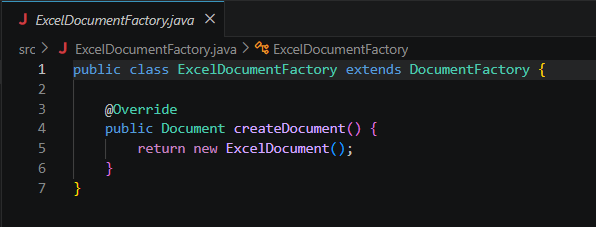 J ExcelDocumentFactory.java ×
src > J ExcelDocumentFactory.java > ExcelDocumentFactory
1 public class ExcelDocumentFactory extends DocumentFactory {
2
3     @Override
4     public Document createDocument() {
5         return new ExcelDocument();
6     }
7 }